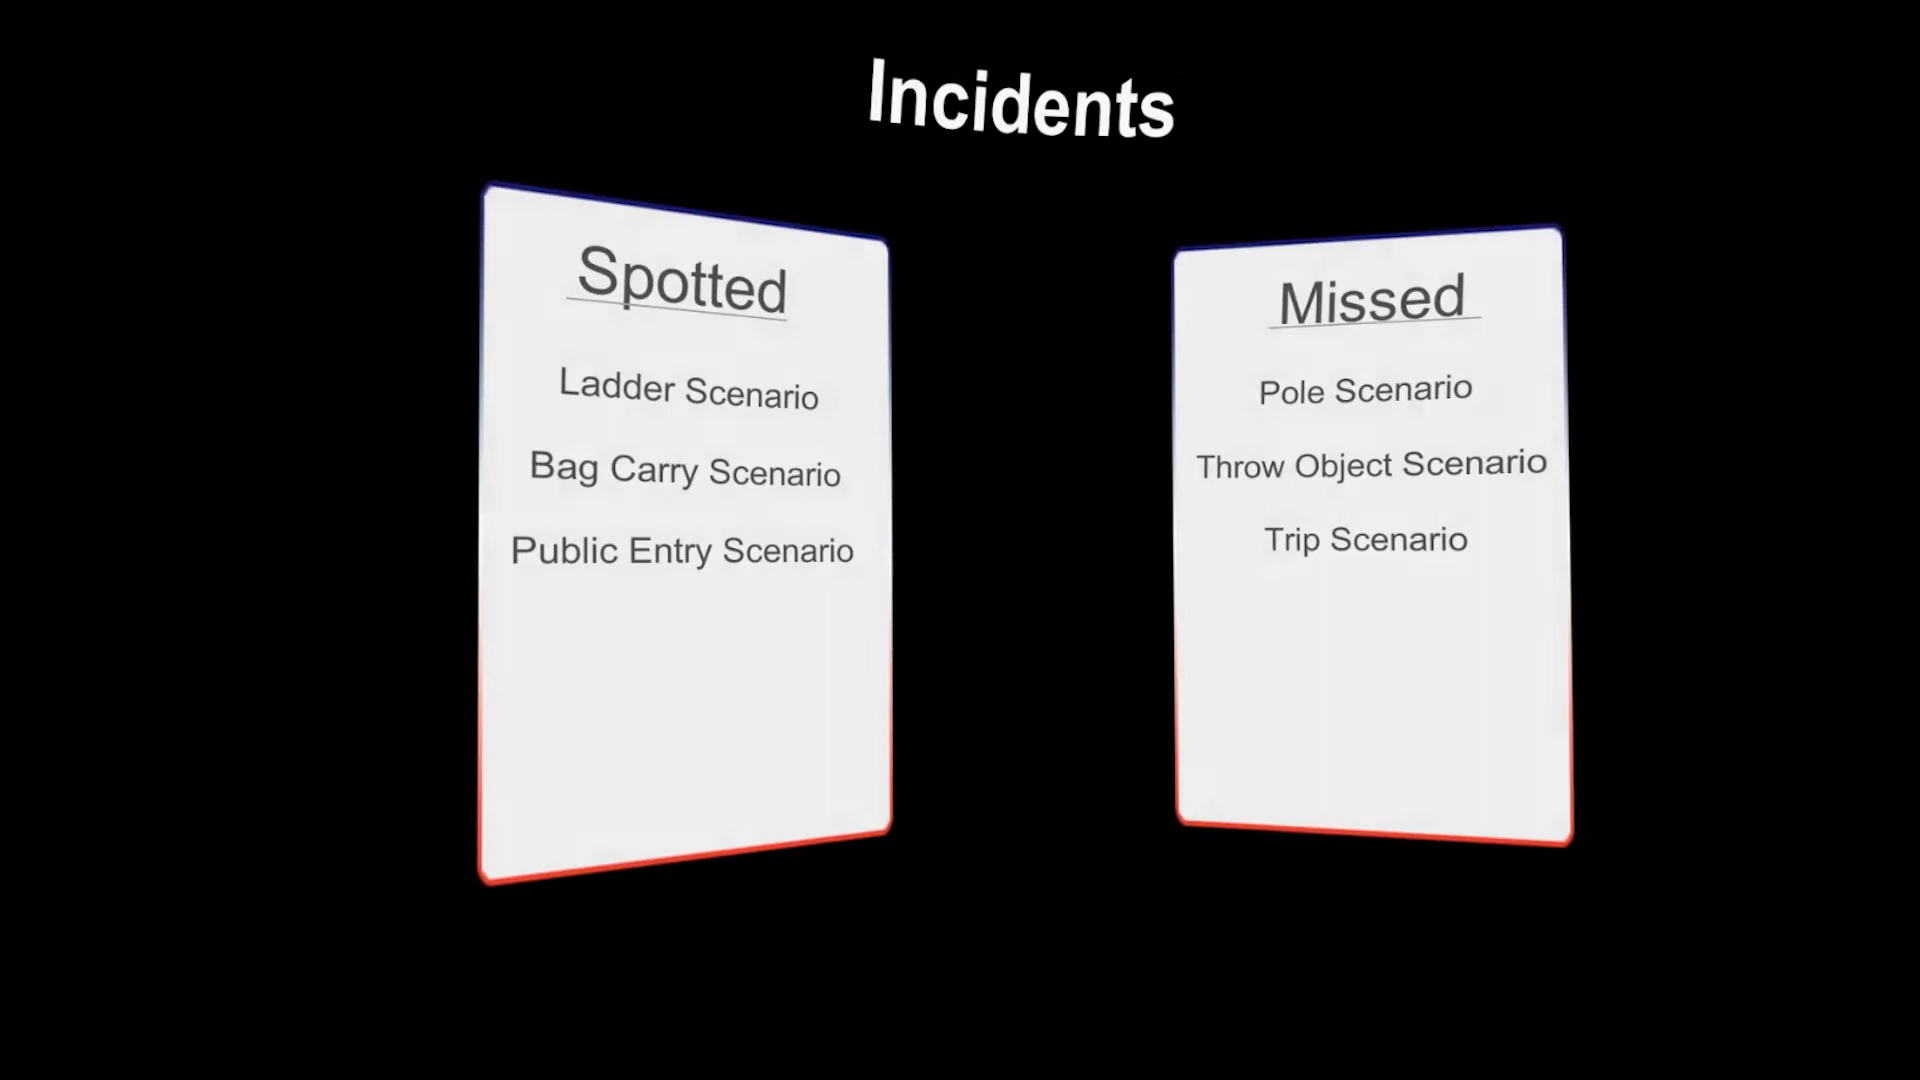 Incidents
Spotted
Ladder Scenario
Bag Carry Scenario
Public Entry Scenario
Missed
Pole Scenario
Throw Object Scenario
Trip Scenario